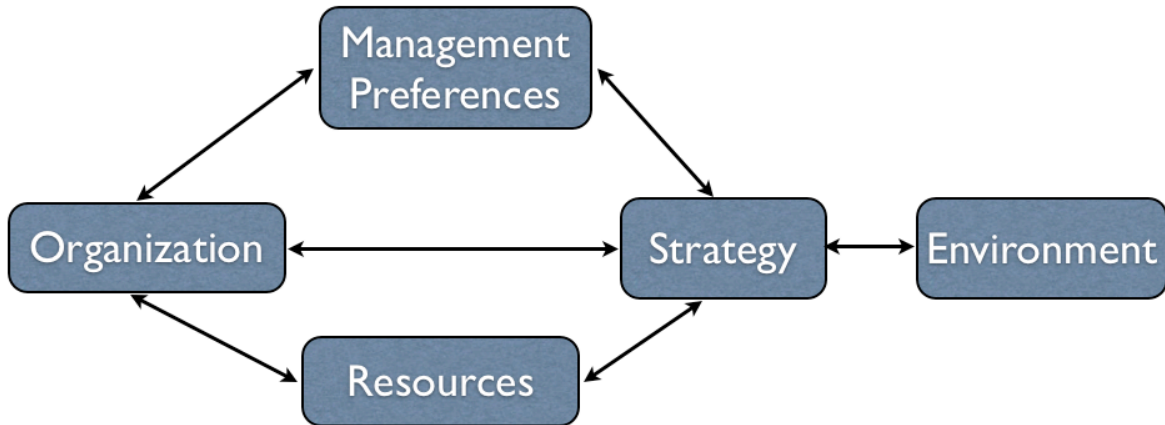 Management
Preferences
Organization
Strategy
Environment
Resources